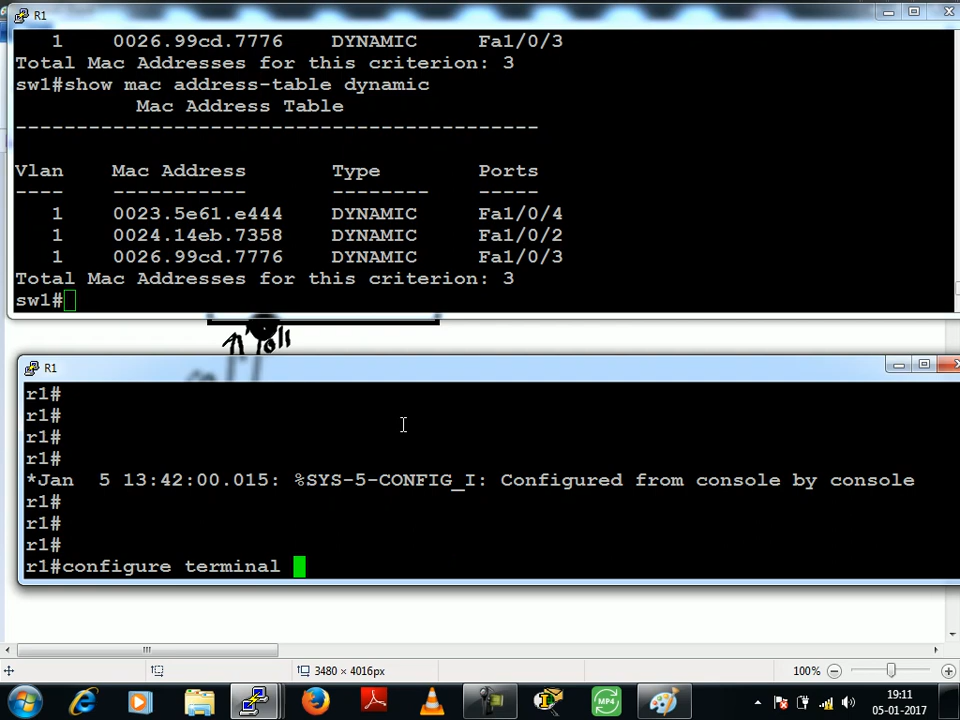 R1
1    0026.99cd.7776    DYNAMIC    Fa1/0/3
Total Mac Addresses for this criterion: 3
sw1#show mac address-table dynamic
Mac Address Table
-------------------------------------------
Vlan    Mac Address       Type        Ports
----    -----------       --------    -----
1    0023.5e61.e444    DYNAMIC    Fa1/0/4
1    0024.14eb.7358    DYNAMIC    Fa1/0/2
1    0026.99cd.7776    DYNAMIC    Fa1/0/3
Total Mac Addresses for this criterion: 3
sw1#
R1
r1#
r1#
r1#
r1#
*Jan  5 13:42:00.015: %SYS-5-CONFIG_I: Configured from console by console
r1#
r1#
r1#
r1#configure terminal
3480 × 4016px
100%
MP4
19:11
05-01-2017